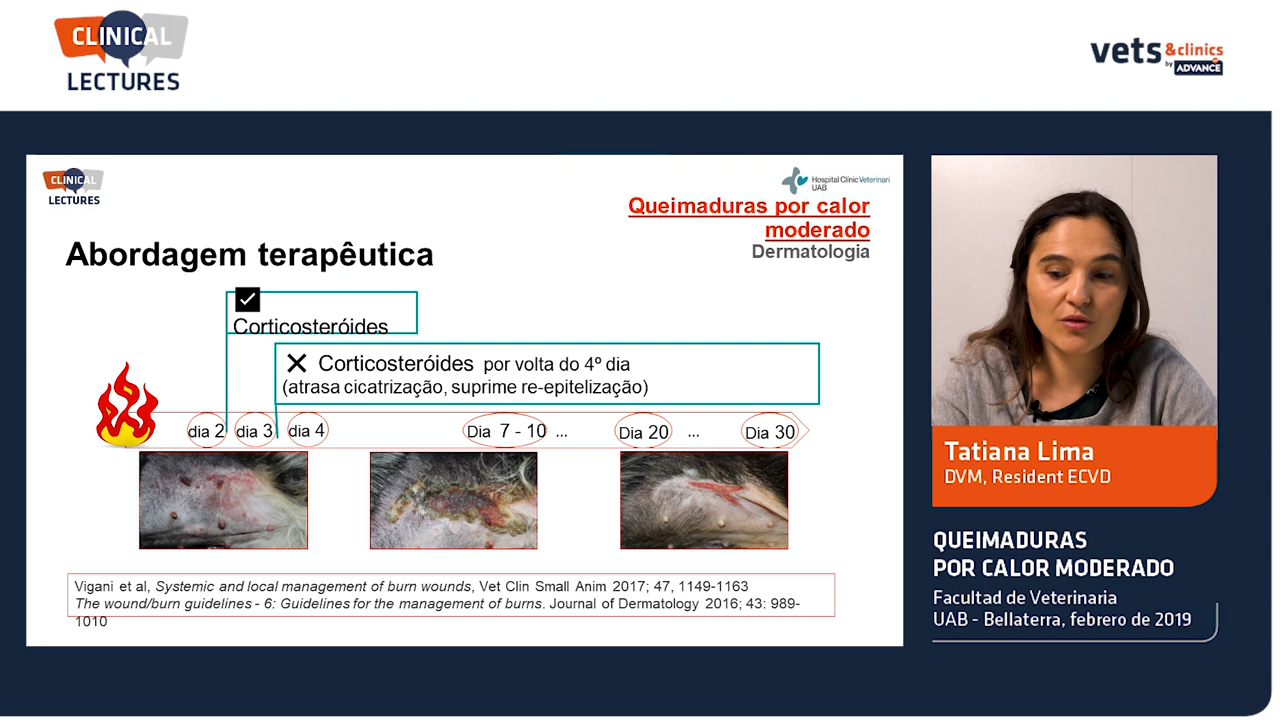 CLINICAL
LECTURES
vets &clinics
by ADVANCE
CLINICAL
LECTURES
Hospital Clínic Veterinari
UAB
Queimaduras por calor
moderado
Dermatologia
Abordagem terapêutica
Corticosteróides
Corticosteróides por volta do 4º dia
(atrasa cicatrização, suprime re-epitelização)
dia 2 dia 3 dia 4 Dia 7 - 10 ... Dia 20 ... Dia 30
Vigani et al, Systemic and local management of burn wounds, Vet Clin Small Anim 2017; 47, 1149-1163
The wound/burn guidelines - 6: Guidelines for the management of burns. Journal of Dermatology 2016; 43: 989-
1010
Tatiana Lima
DVM, Resident ECVD
QUEIMADURAS
POR CALOR MODERADO
Facultad de Veterinaria
UAB - Bellaterra, febrero de 2019